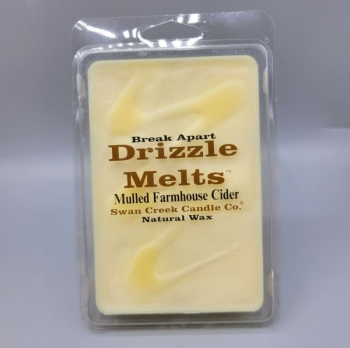 Break Apart
Drizzle
Melts™
Mulled Farmhouse Cider
Swan Creek Candle Co.®
Natural Wax